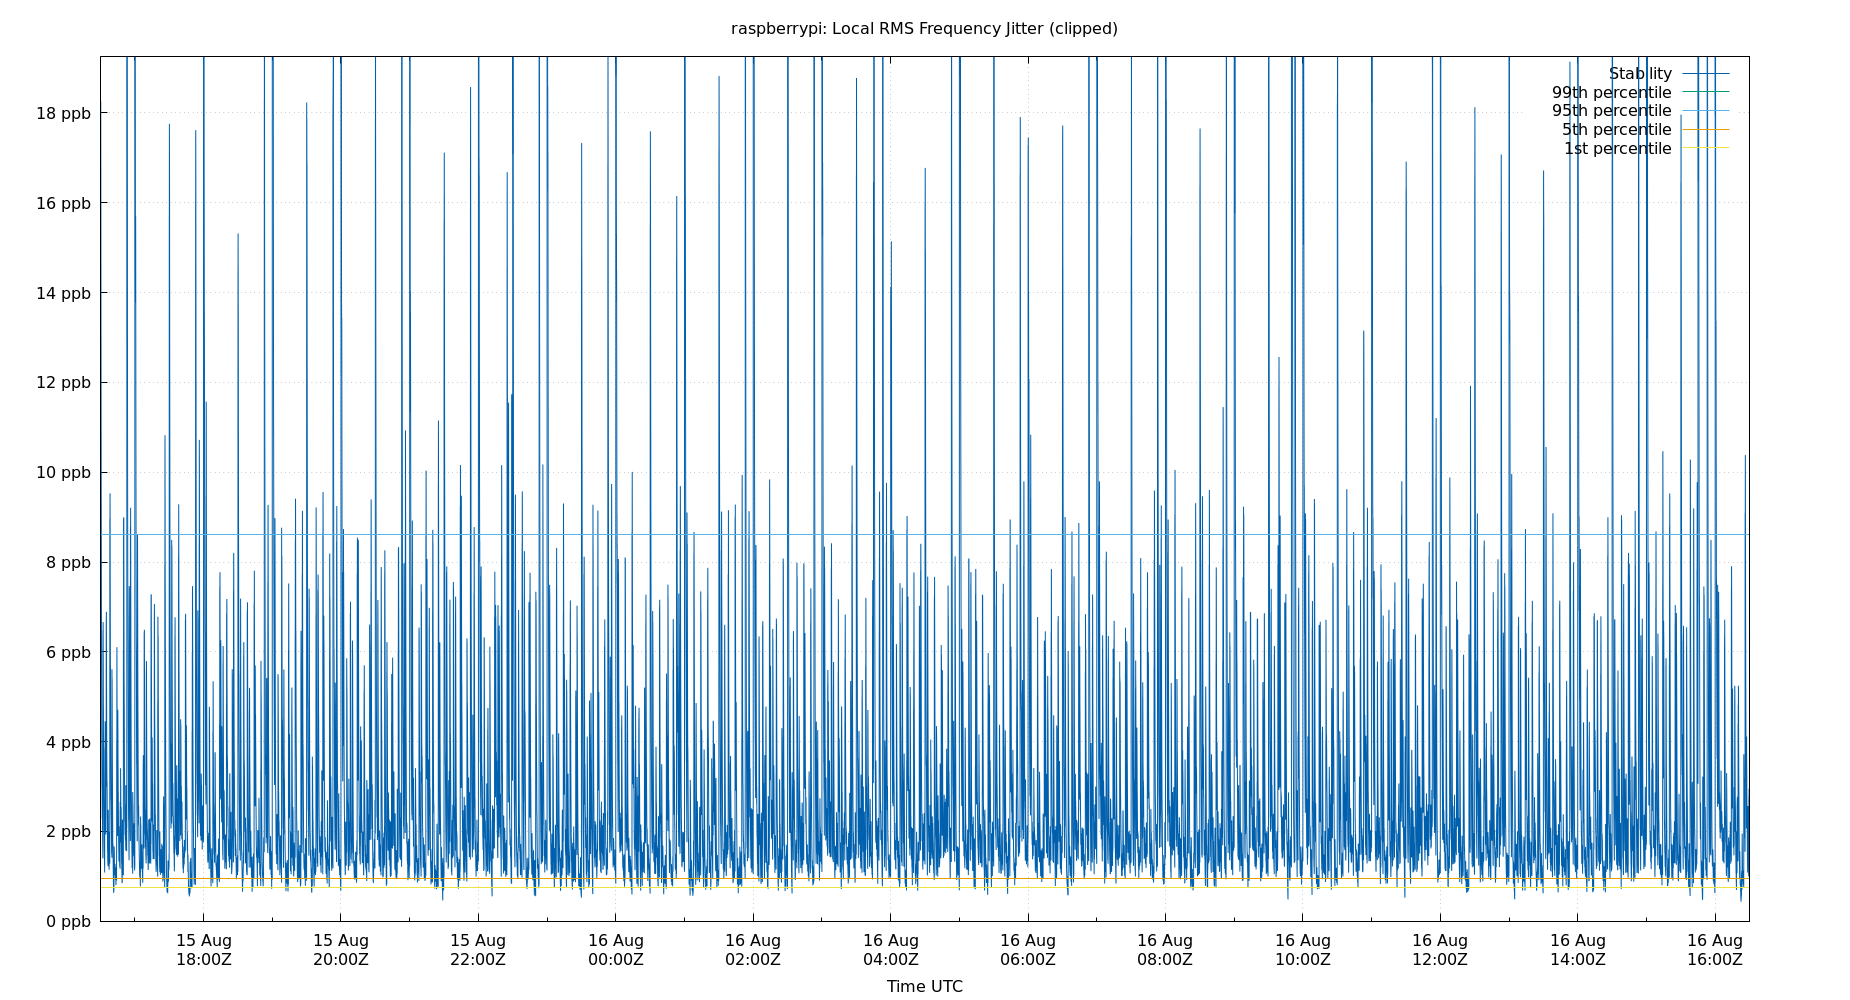 raspberrypi: Local RMS Frequency Jitter (clipped)
Stability
99th percentile
95th percentile
5th percentile
1st percentile
18 ppb
16 ppb
14 ppb
12 ppb
10 ppb
8 ppb
6 ppb
4 ppb
2 ppb
0 ppb
15 Aug 15 Aug 15 Aug 16 Aug 16 Aug 16 Aug 16 Aug 16 Aug 16 Aug 16 Aug 16 Aug 16 Aug
18:00Z 20:00Z 22:00Z 00:00Z 02:00Z 04:00Z 06:00Z 08:00Z 10:00Z 12:00Z 14:00Z 16:00Z
Time UTC